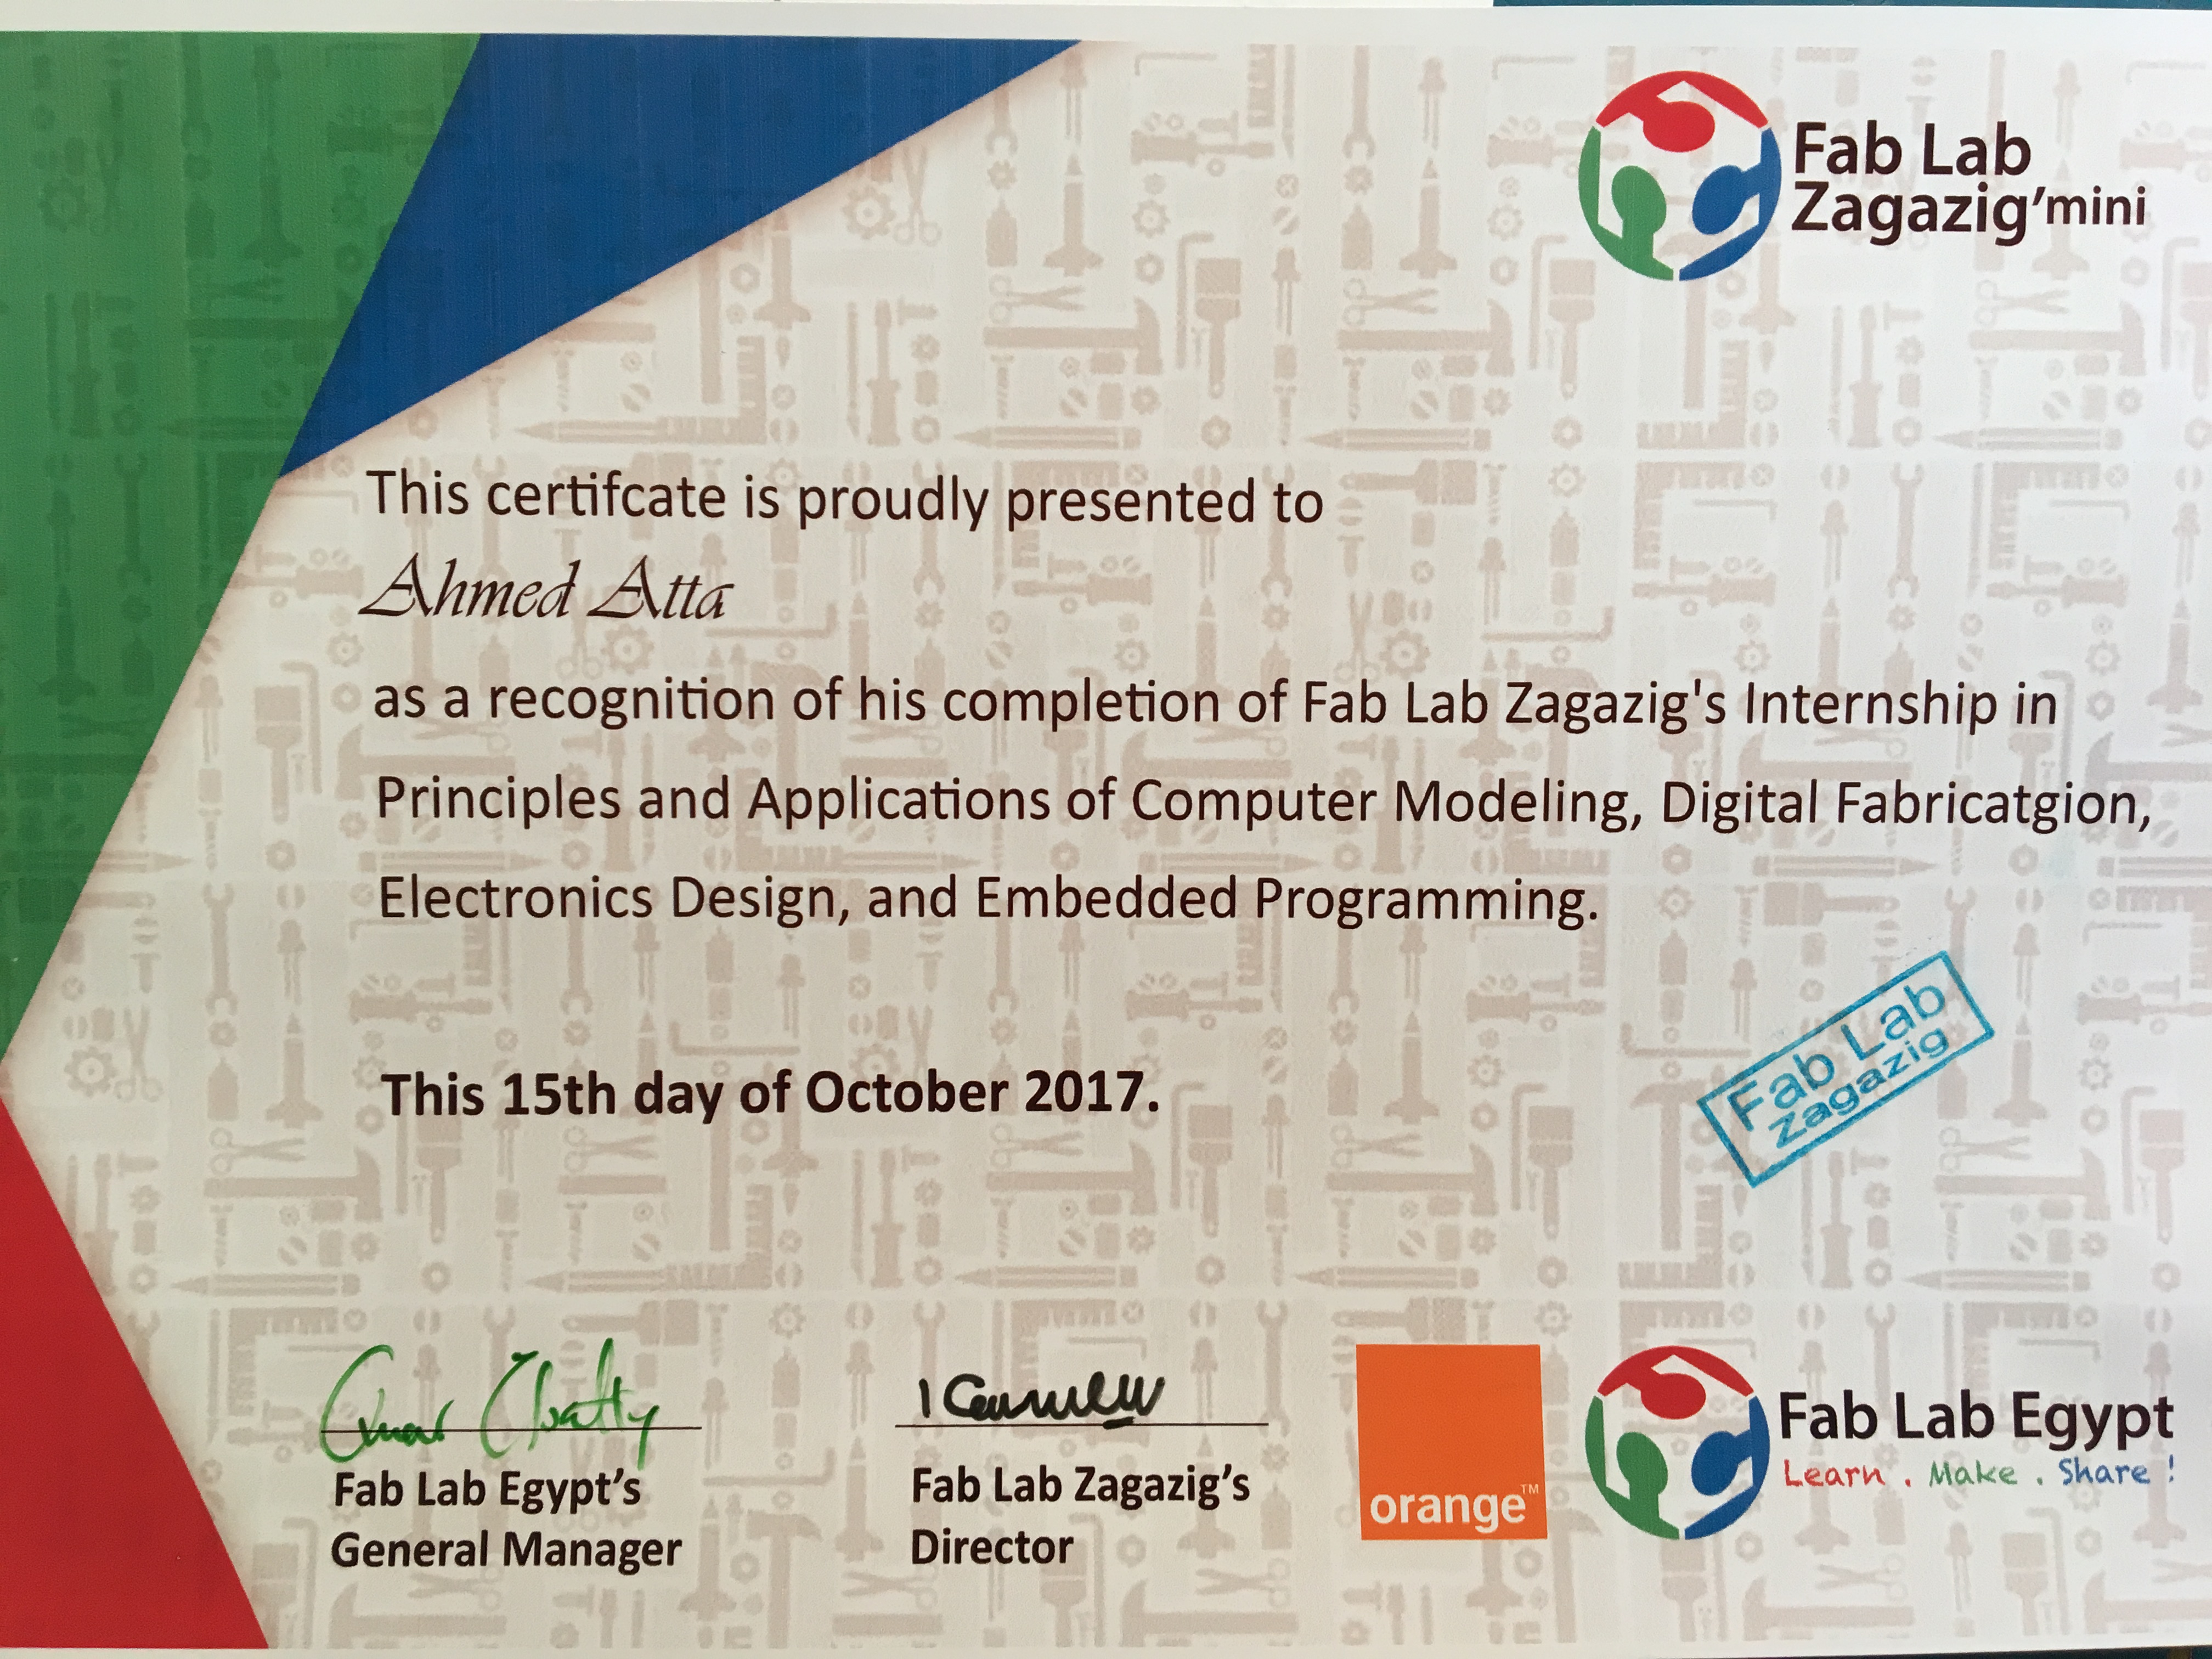 Fab Lab
Zagazig'mini
This certifcate is proudly presented to
Ahmed Atta
as a recognition of his completion of Fab Lab Zagazig's Internship in
Principles and Applications of Computer Modeling, Digital Fabricatgion,
Electronics Design, and Embedded Programming.
Fab Lab
Zagazig
This 15th day of October 2017.
Fab Lab Egypt’s
General Manager
Fab Lab Zagazig’s
Director
orange™
Fab Lab Egypt
Learn . Make . Share !